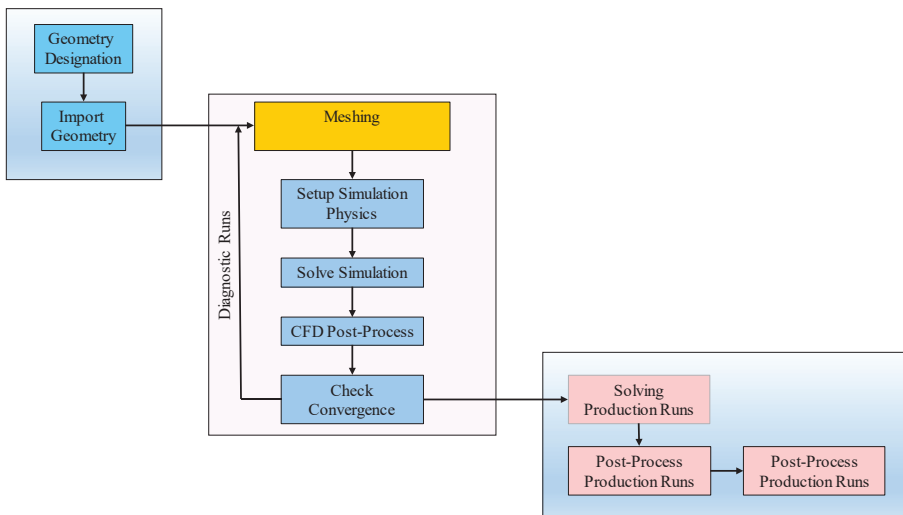 Geometry
Designation
Import
Geometry
Meshing
Setup Simulation
Physics
Diagnostic Runs
Solve Simulation
CFD Post-Process
Check
Convergence
Solving
Production Runs
Post-Process
Production Runs
Post-Process
Production Runs